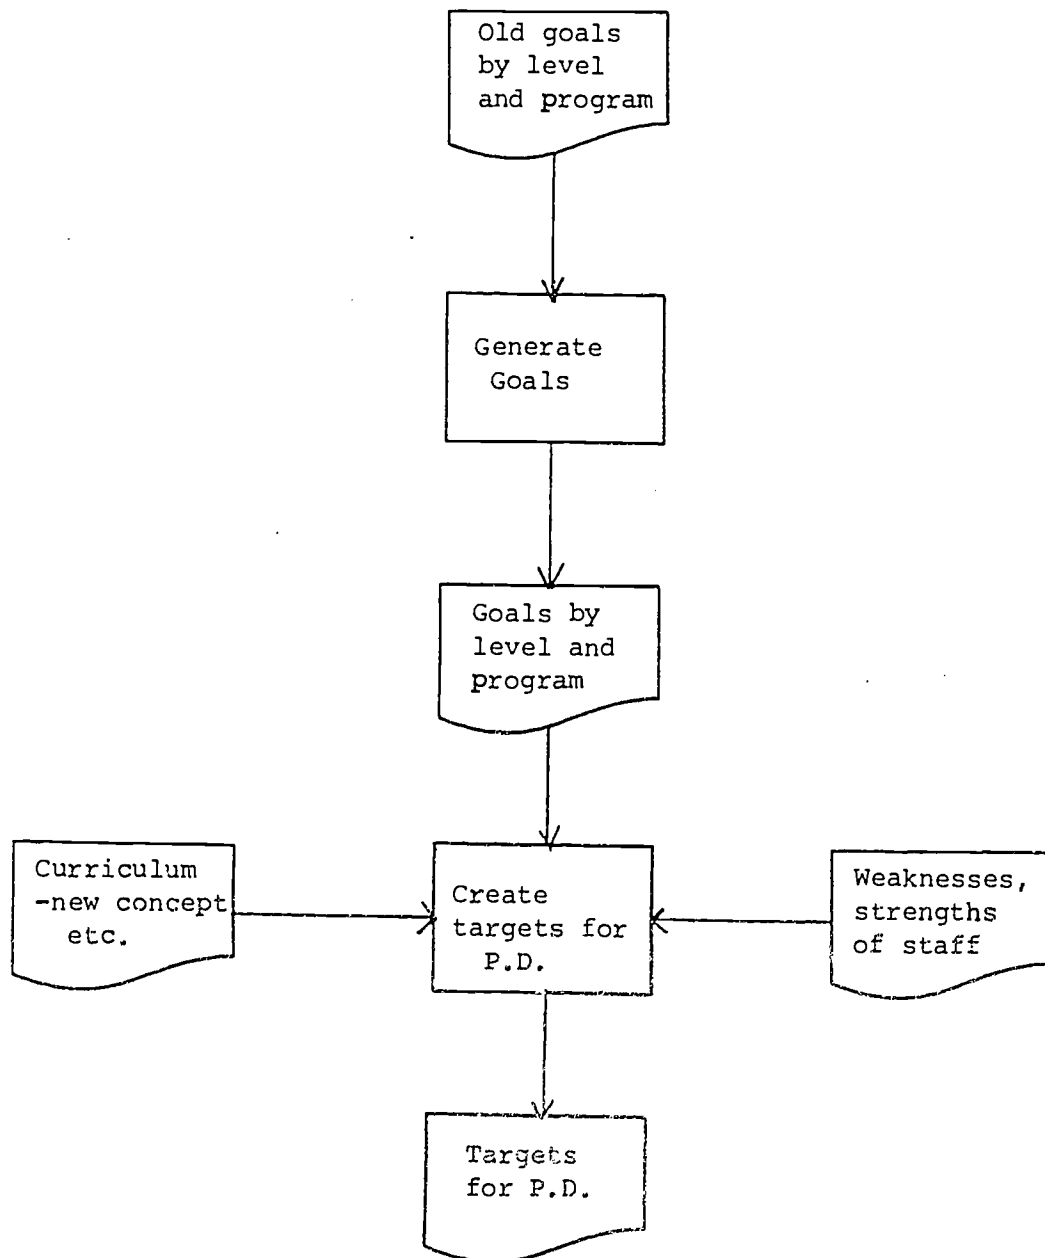 Old goals
by level
and program
Generate
Goals
Goals by
level and
program
Curriculum
-new concept
etc.
Create
targets for
P.D.
Weaknesses,
strengths
of staff
Targets
for P.D.